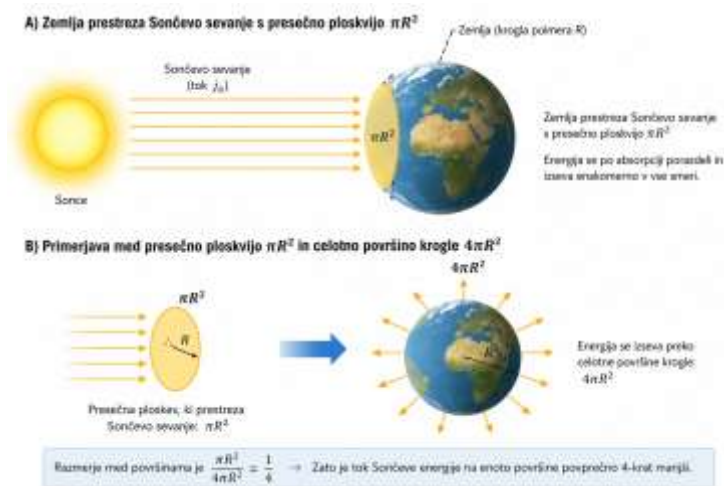 A) Zemlja prestreza Sončevo sevanje s presečno ploskvijo πR²
Zemlja (krogla polmera R)
Sončevo sevanje
(tok j₀)
πR²
Sonce
Zemlja prestreza Sončevo sevanje
s presečno ploskvijo πR²
Energija se po absorpciji porazdeli in
izseva enakomerno v vse smeri.
B) Primerjava med presečno ploskvijo πR² in celotno površino krogle 4πR²
πR²
R
Presečna ploskev, ki prestreza
Sončevo sevanje: πR²
4πR²
R
Energija se izseva preko
celotne površine krogle:
4πR²
Razmerje med površinama je πR²/4πR² = 1/4 → Zato je tok Sončeve energije na enoto površine povprečno 4-krat manjši.